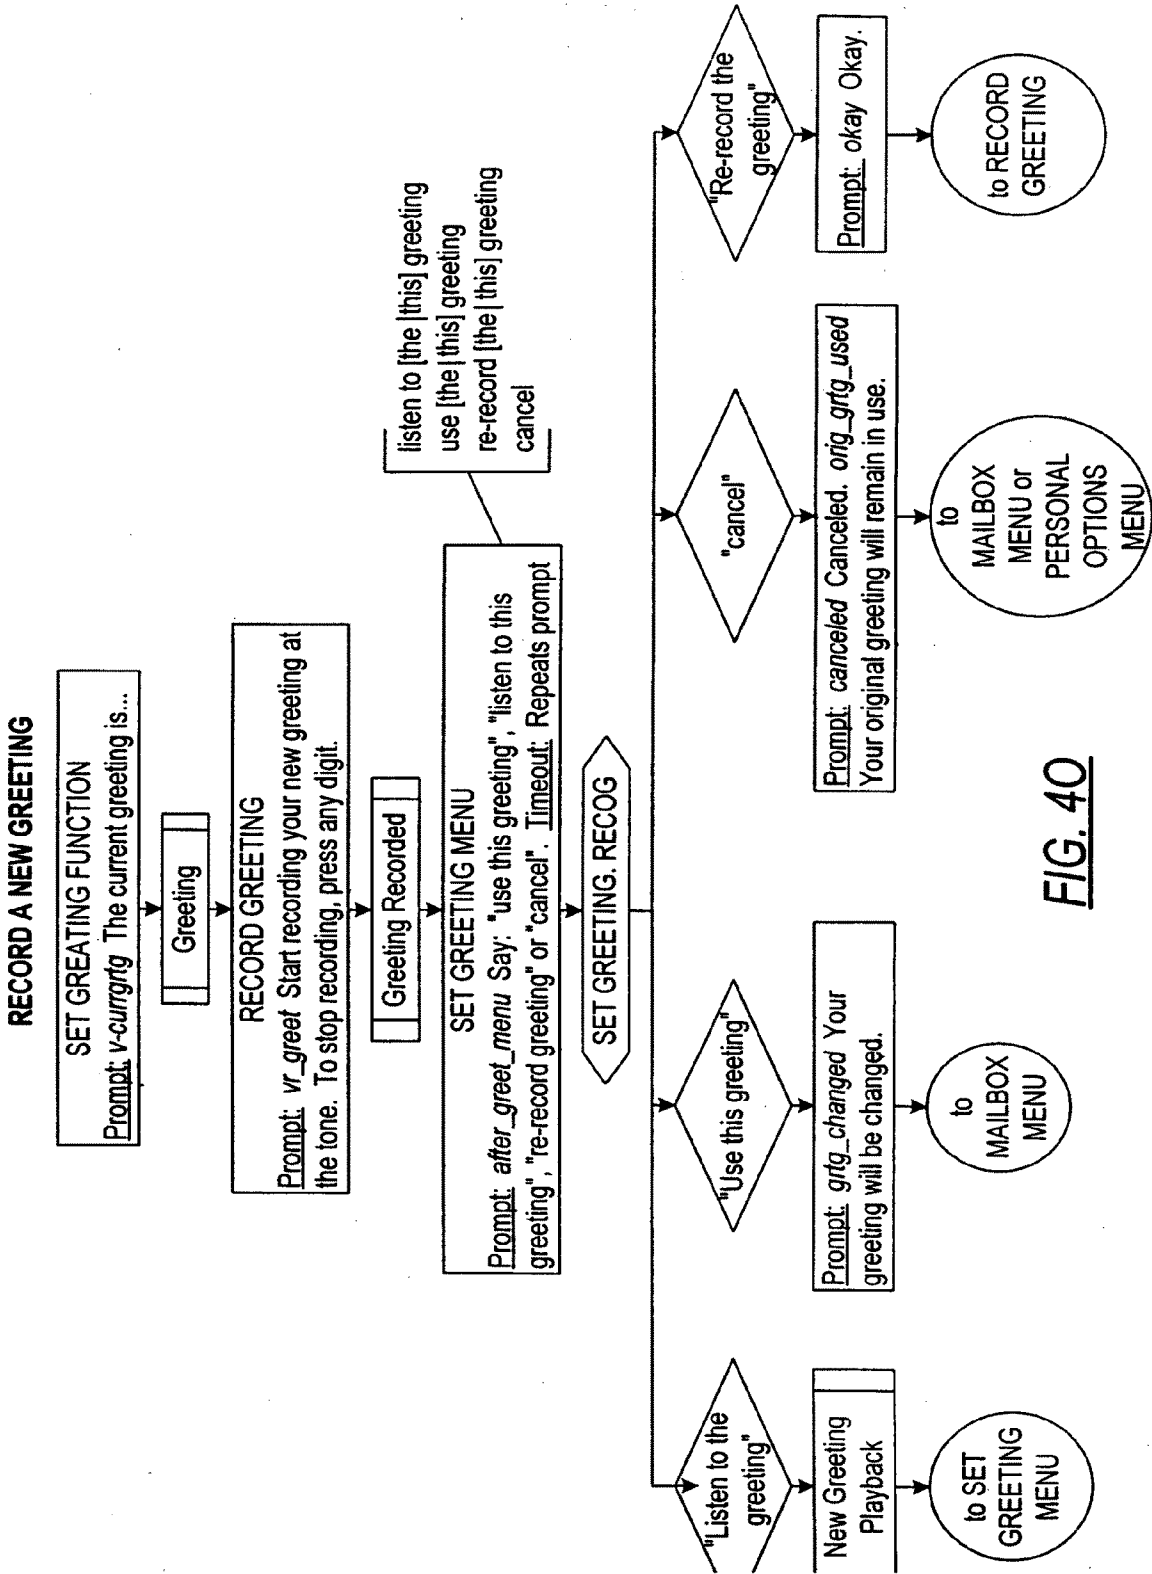 RECORD A NEW GREETING
SET GREATING FUNCTION
Prompt: v-currgrtg The current greeting is...
Greeting
RECORD GREETING
Prompt: vr_greet Start recording your new greeting at
the tone. To stop recording, press any digit.
Greeting Recorded
SET GREETING MENU
Prompt: after_greet_menu Say: "use this greeting", "listen to this
greeting", "re-record greeting" or "cancel". Timeout: Repeats prompt
listen to [the|this] greeting
use [the|this] greeting
re-record [the|this] greeting
cancel
SET GREETING. RECOG
"Listen to the
greeting"
New Greeting
Playback
to SET
GREETING
MENU
"Use this greeting"
Prompt: grtg_changed Your
greeting will be changed.
to
MAILBOX
MENU
"cancel"
Prompt: canceled Canceled. orig_grtg_used
Your original greeting will remain in use.
to
MAILBOX
MENU or
PERSONAL
OPTIONS
MENU
"Re-record the
greeting"
Prompt: okay Okay.
to RECORD
GREETING
FIG. 40